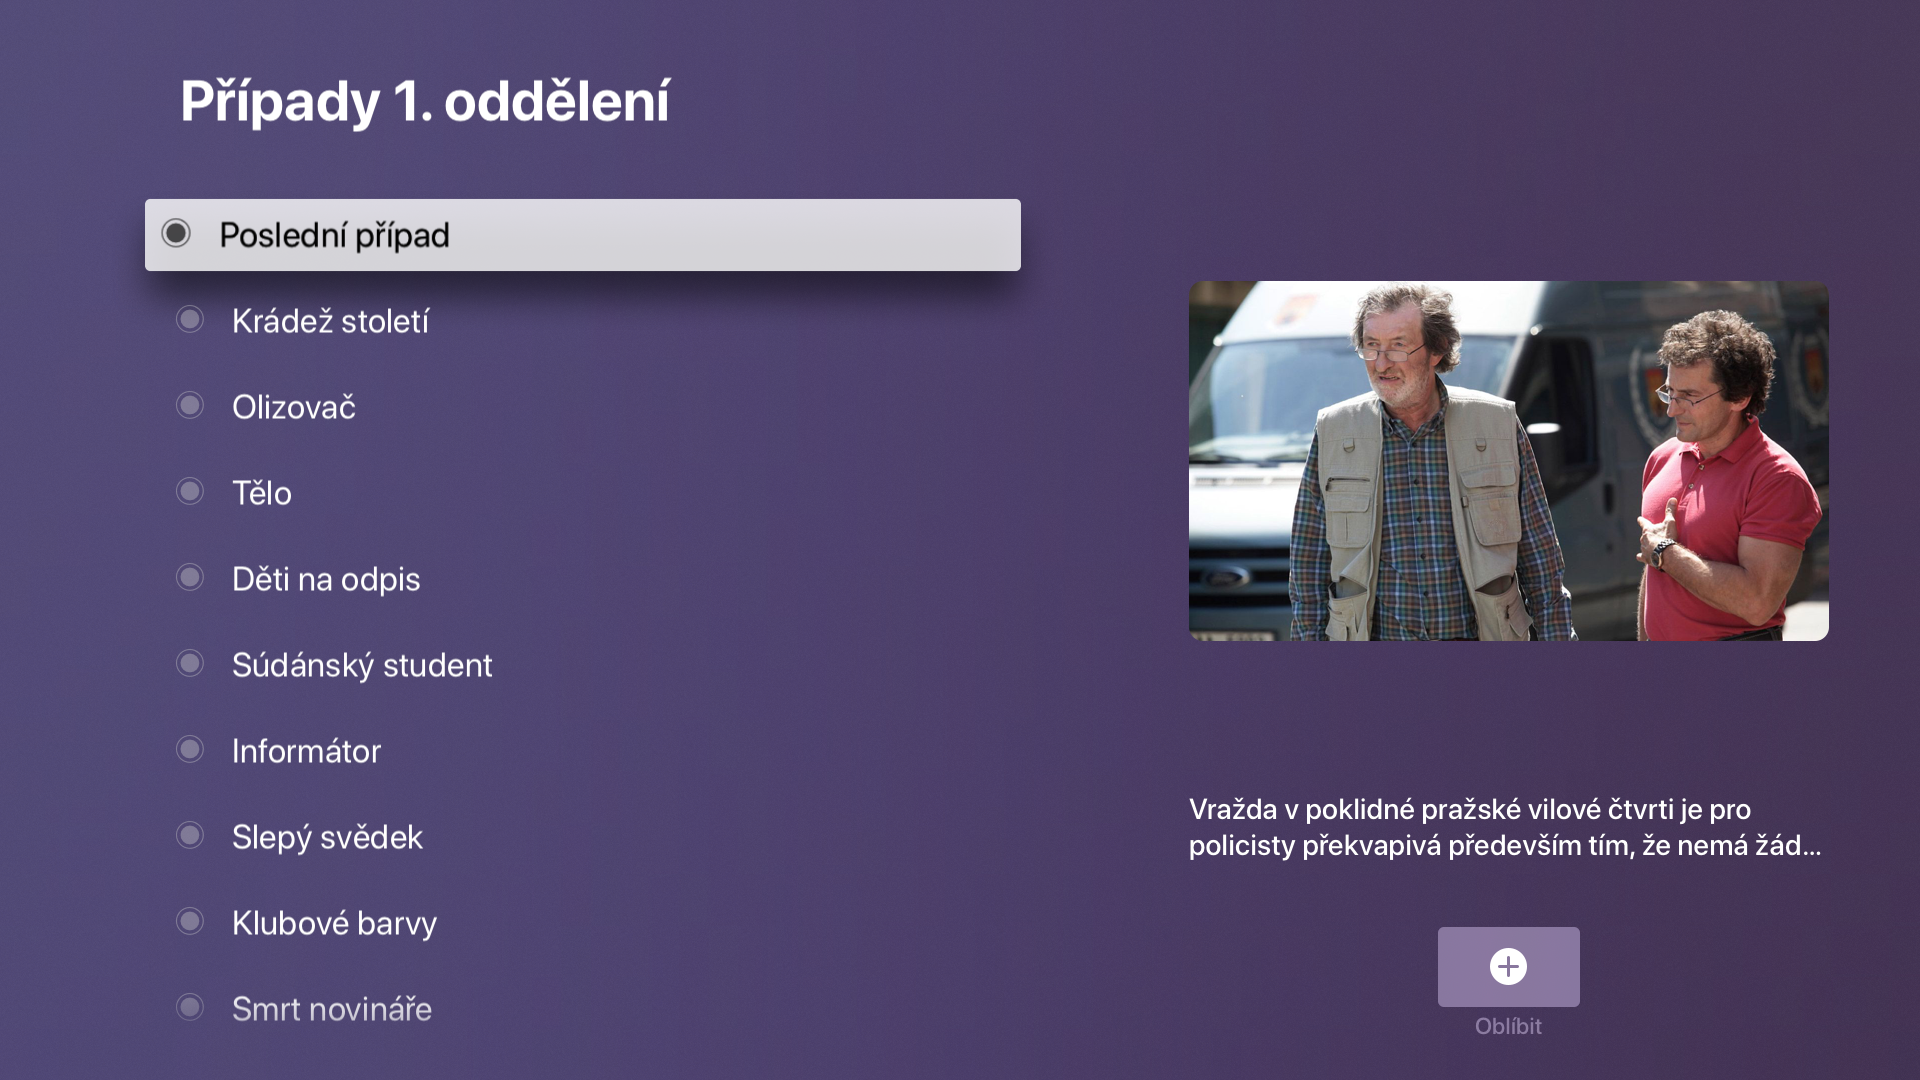 Případy 1. oddělení
Poslední případ
Krádež století
Olizovač
Tělo
Děti na odpis
Súdánský student
Informátor
Slepý svědek
Klubové barvy
Smrt novináře
Vražda v poklidné pražské vilové čtvrti je pro
policisty překvapivá především tím, že nemá žád...
Oblíbit